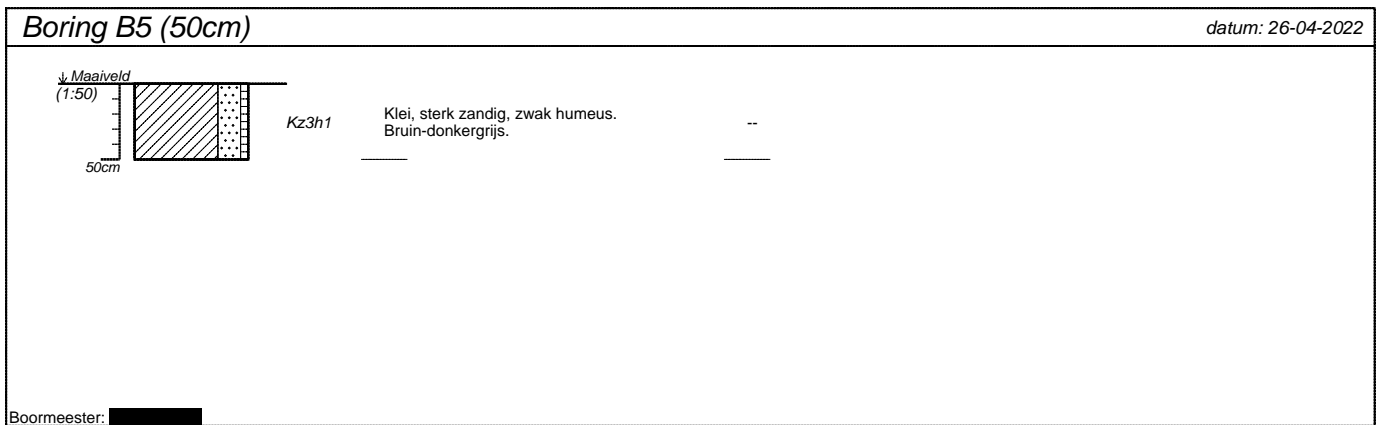 Boring B5 (50cm)
datum: 26-04-2022
Maaiveld
(1:50)
Kz3h1
Klei, sterk zandig, zwak humeus.
Bruin-donkergrijs.
--
50cm
Boormeester: